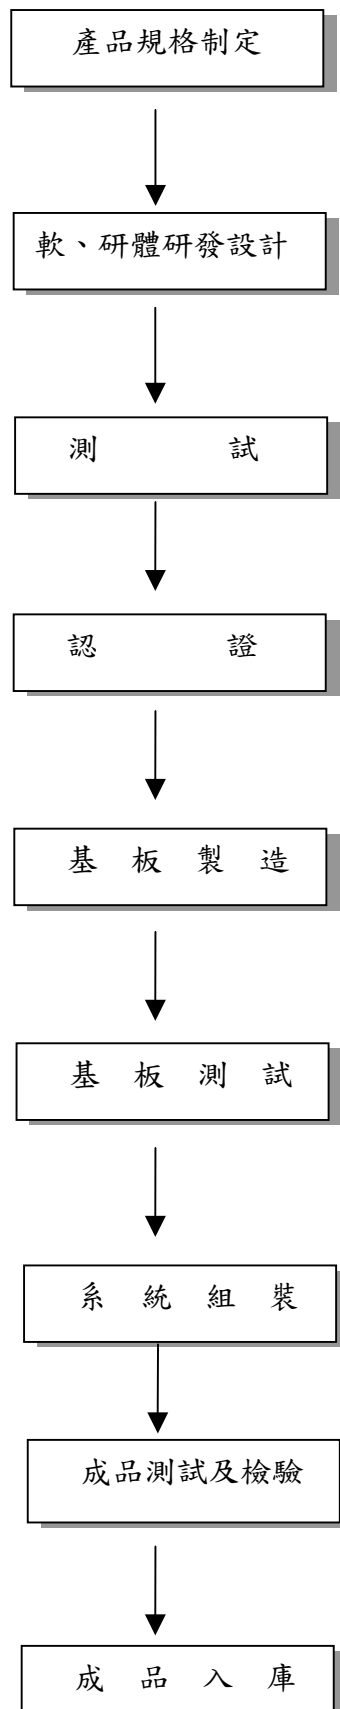 產品規格制定
軟、研體研發設計
測試
認證
基板製造
基板測試
系統組裝
成品測試及檢驗
成品入庫